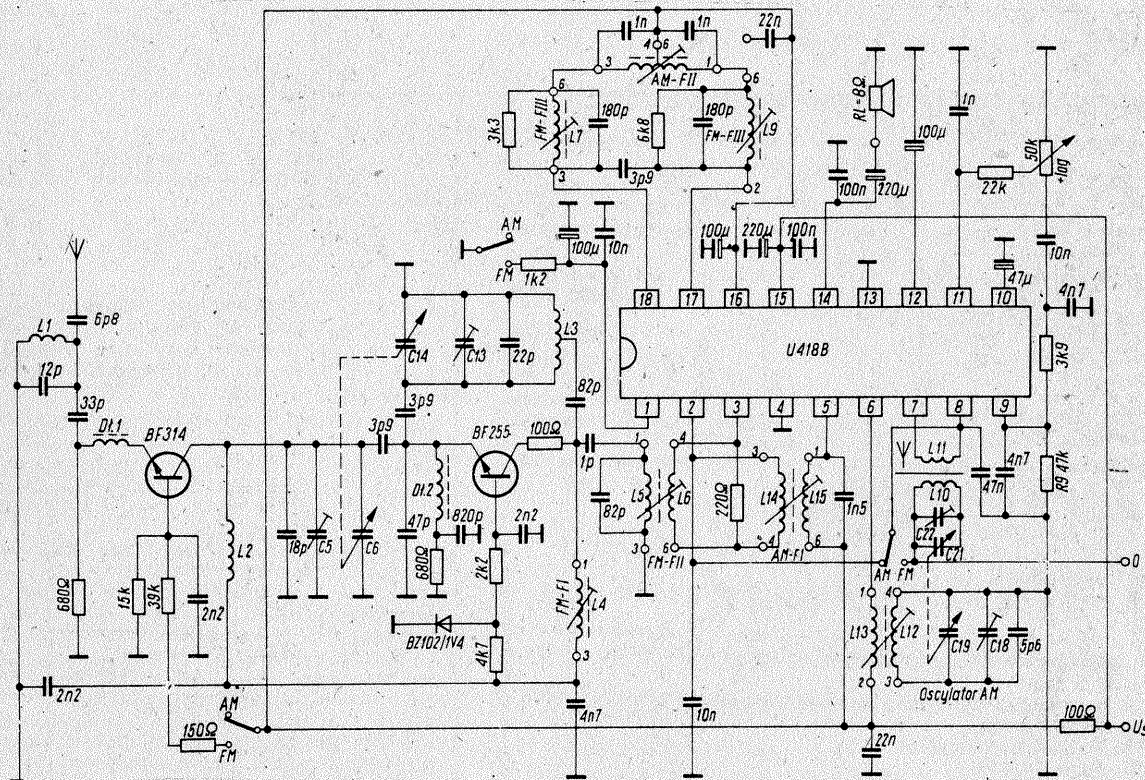 1n
1n
22n
4
6
3
1
AM-FII
6
6
3k3
FM-FIII
L7
180p
6k8
180p
FM-FIII
L9
3
3p9
2
RL=8Ω
100μ
1n
50k
+log
22k
100n
220μ
10n
AM
FM
1k2
100μ
10n
100μ
220μ
100n
47μ
4n7
18
17
16
15
14
13
12
11
10
U418B
1
2
3
4
5
6
7
8
9
3k9
L1
6p8
12p
33p
Dł.1
BF314
C14
C13
22p
L3
82p
3p9
3p9
BF255
100Ω
1p
1
4
82p
L5
L6
3
6
FM-FII
220Ω
3
1
L14
L15
4
6
AM-FI
1n5
L11
47n
4n7
R9 47k
L10
C22
C21
Dł.2
820p
2n2
L2
18p
C5
C6
47p
680Ω
2k2
680Ω
15k
39k
2n2
BZ102/1V4
4k7
1
FM-FI
L4
3
AM
FM
0
1
4
L13
L12
C19
C18
5p6
2
3
Oscylator AM
2n2
AM
150Ω
FM
4n7
10n
22n
100Ω